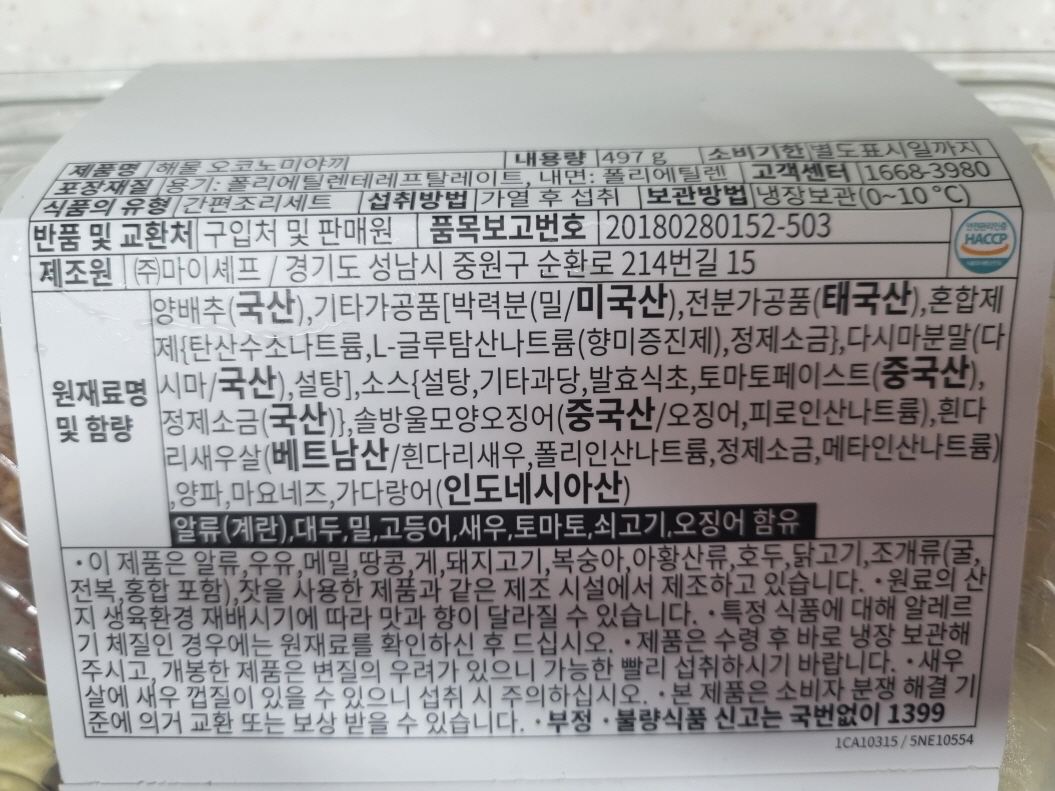 제품명 해물 오코노미야끼 내용량 497 g 소비기한 별도표시일까지
포장재질 용기: 폴리에틸렌테레프탈레이트, 내면: 폴리에틸렌 고객센터 1668-3980
식품의 유형 간편조리세트 섭취방법 가열 후 섭취 보관방법 냉장보관(0~10 ℃)
반품 및 교환처 구입처 및 판매원 품목보고번호 20180280152-503
안전관리인증 HACCP
제조원 ㈜마이셰프 / 경기도 성남시 중원구 순환로 214번길 15
원재료명 및 함량
양배추(국산),기타가공품[박력분(밀/미국산),전분가공품(태국산),혼합제
제{탄산수소나트륨,L-글루탐산나트륨(향미증진제),정제소금},다시마분말(다
시마/국산),설탕],소스{설탕,기타과당,발효식초,토마토페이스트(중국산),
정제소금(국산)},솔방울모양오징어(중국산/오징어,피로인산나트륨),흰다
리새우살(베트남산/흰다리새우,폴리인산나트륨,정제소금,메타인산나트륨)
,양파,마요네즈,가다랑어(인도네시아산)
알류(계란),대두,밀,고등어,새우,토마토,쇠고기,오징어 함유
·이 제품은 알류,우유,메밀,땅콩,게,돼지고기,복숭아,아황산류,호두,닭고기,조개류(굴,
전복,홍합 포함),잣을 사용한 제품과 같은 제조 시설에서 제조하고 있습니다. ·원료의 산
지 생육환경 재배시기에 따라 맛과 향이 달라질 수 있습니다. ·특정 식품에 대해 알레르
기 체질인 경우에는 원재료를 확인하신 후 드십시오. ·제품은 수령 후 바로 냉장 보관해
주시고, 개봉한 제품은 변질의 우려가 있으니 가능한 빨리 섭취하시기 바랍니다. ·새우
살에 새우 껍질이 있을 수 있으니 섭취 시 주의하십시오. ·본 제품은 소비자 분쟁 해결 기
준에 의거 교환 또는 보상 받을 수 있습니다. ·부정 ·불량식품 신고는 국번없이 1399
1CA10315 / 5NE10554